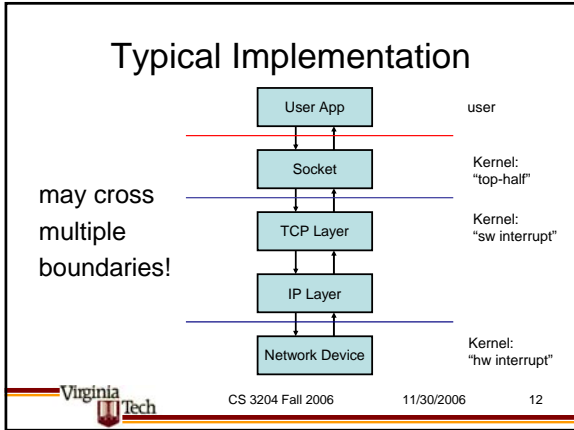 Typical Implementation
User App
user
Socket
Kernel:
"top-half"
may cross
multiple
boundaries!
TCP Layer
Kernel:
"sw interrupt"
IP Layer
Network Device
Kernel:
"hw interrupt"
Virginia Tech
CS 3204 Fall 2006
11/30/2006
12